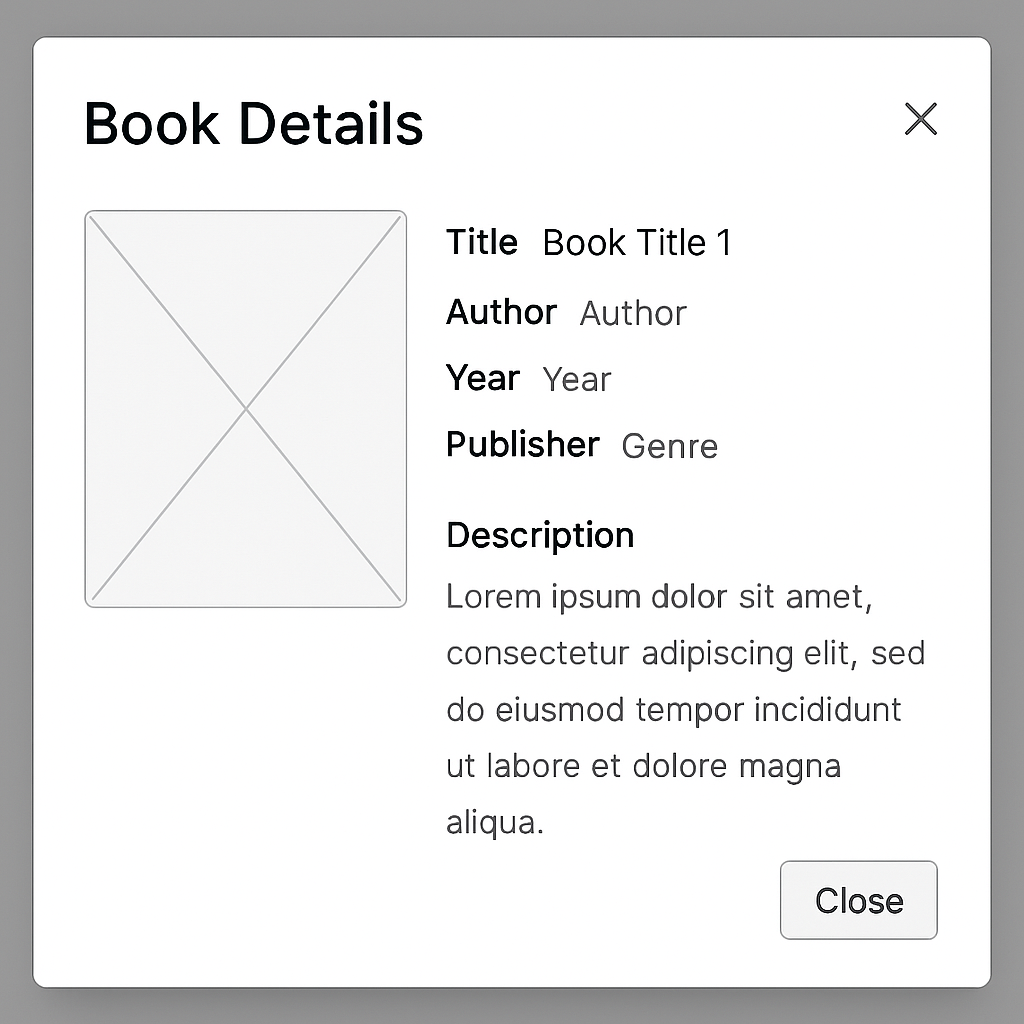 Book Details
Title Book Title 1
Author Author
Year Year
Publisher Genre
Description
Lorem ipsum dolor sit amet,
consectetur adipiscing elit, sed
do eiusmod tempor incididunt
ut labore et dolore magna
aliqua.
Close